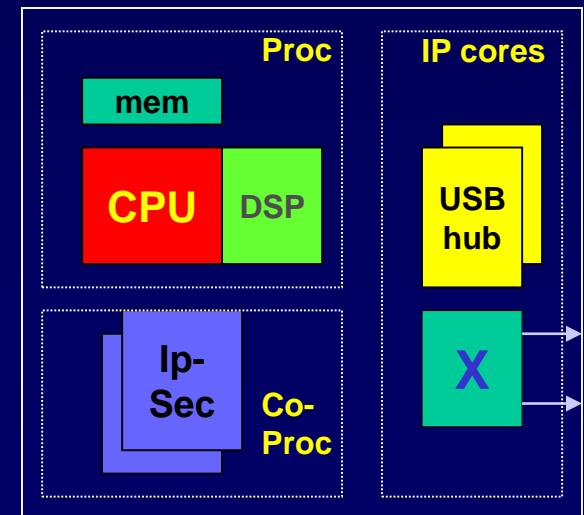 Proc
mem
CPU
DSP
Ip-
Sec
Co-
Proc
IP cores
USB
hub
X